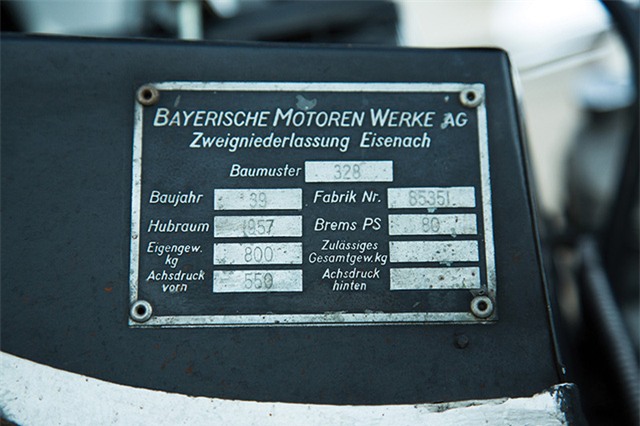 BAYERISCHE MOTOREN WERKE AG
Zweigniederlassung Eisenach
Baumuster 328
Baujahr 39 Fabrik Nr. 85351
Hubraum 1957 Brems PS 80
Eigengew. kg 800 Zulässiges Gesamtgew. kg
Achsdruck vorn 550 Achsdruck hinten